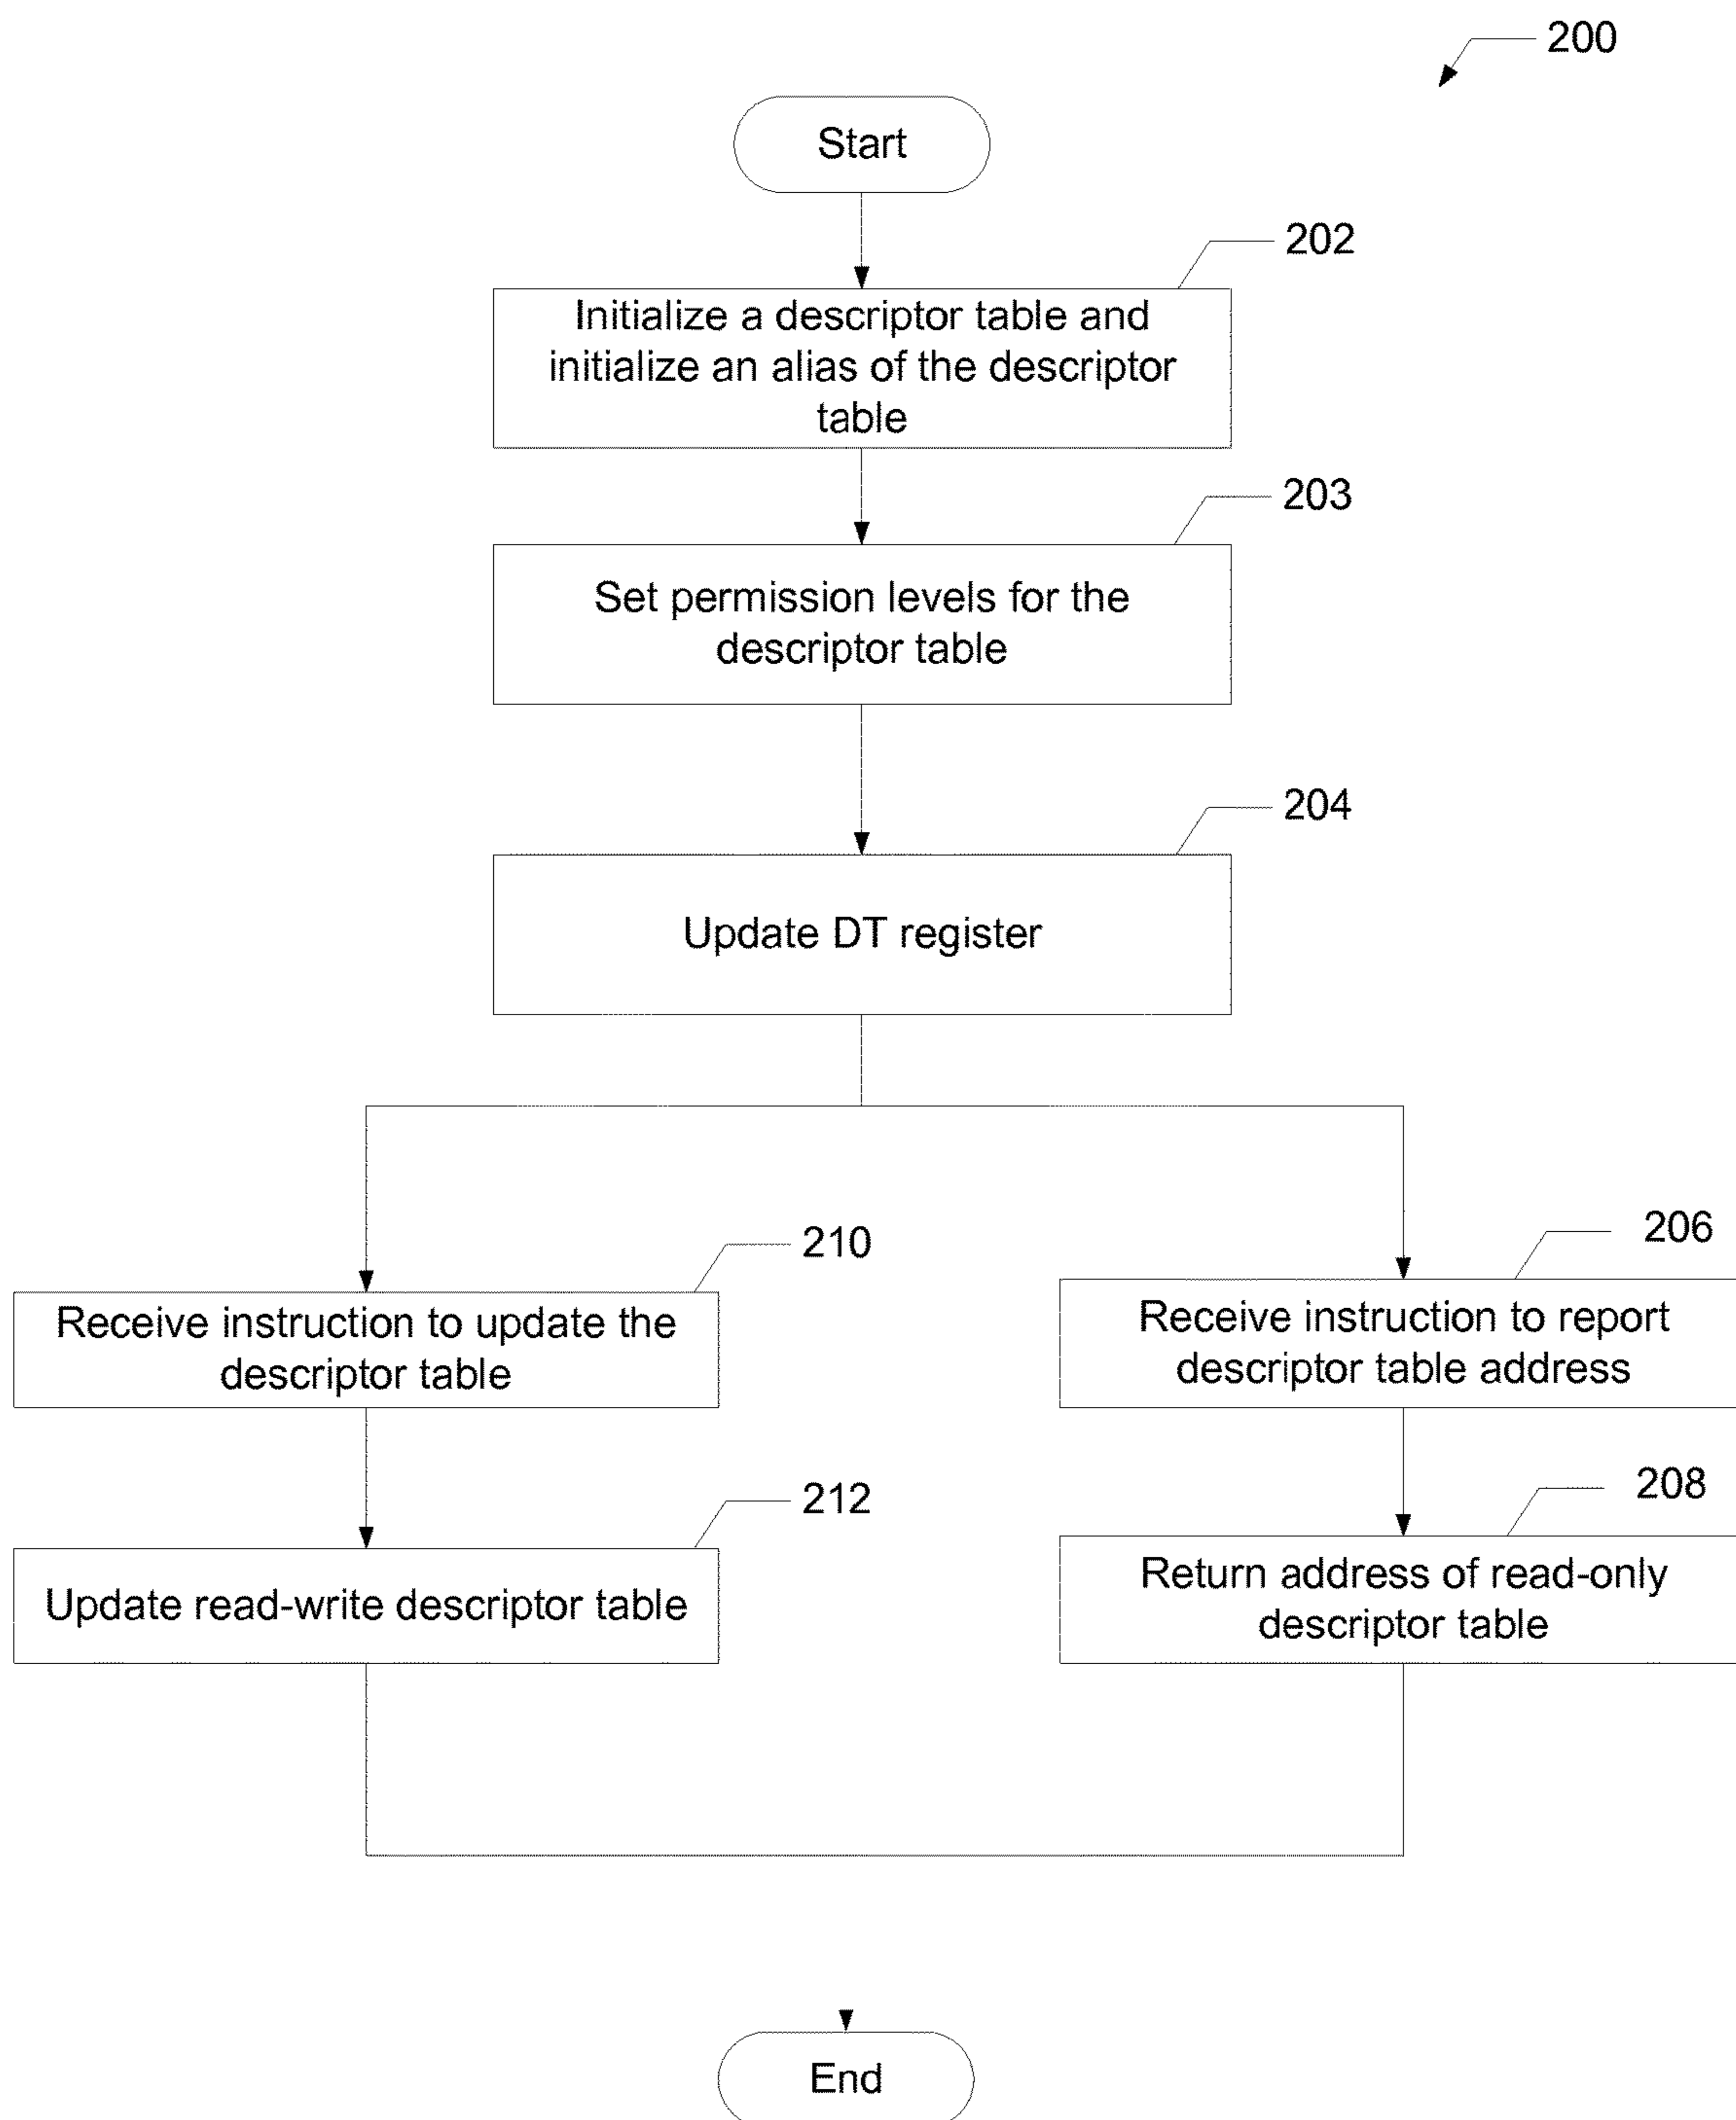 200
Start
202
Initialize a descriptor table and
initialize an alias of the descriptor
table
203
Set permission levels for the
descriptor table
204
Update DT register
210
Receive instruction to update the
descriptor table
206
Receive instruction to report
descriptor table address
212
Update read-write descriptor table
208
Return address of read-only
descriptor table
End